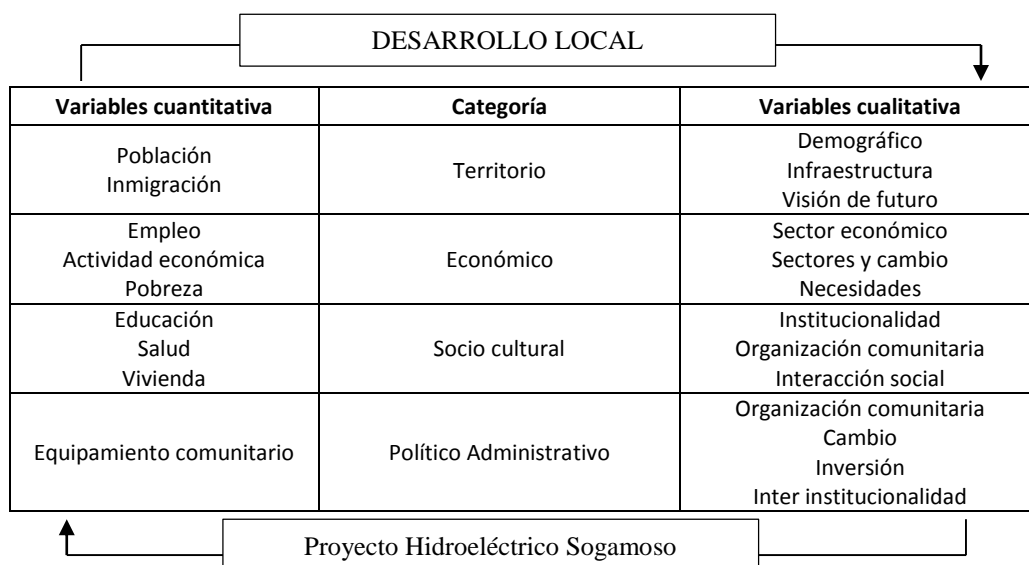 DESARROLLO LOCAL
Variables cuantitativa
Categoría
Variables cualitativa
Población
Inmigración
Territorio
Demográfico
Infraestructura
Visión de futuro
Empleo
Actividad económica
Pobreza
Económico
Sector económico
Sectores y cambio
Necesidades
Educación
Salud
Vivienda
Socio cultural
Institucionalidad
Organización comunitaria
Interacción social
Equipamiento comunitario
Político Administrativo
Organización comunitaria
Cambio
Inversión
Inter institucionalidad
Proyecto Hidroeléctrico Sogamoso